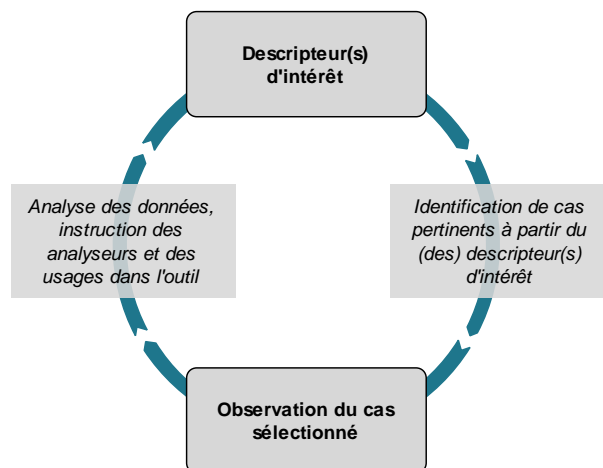 Descripteur(s)
d'intérêt
Analyse des données,
instruction des
analyseurs et des
usages dans l'outil
Identification de cas
pertinents à partir du
(des) descripteur(s)
d'intérêt
Observation du cas
sélectionné